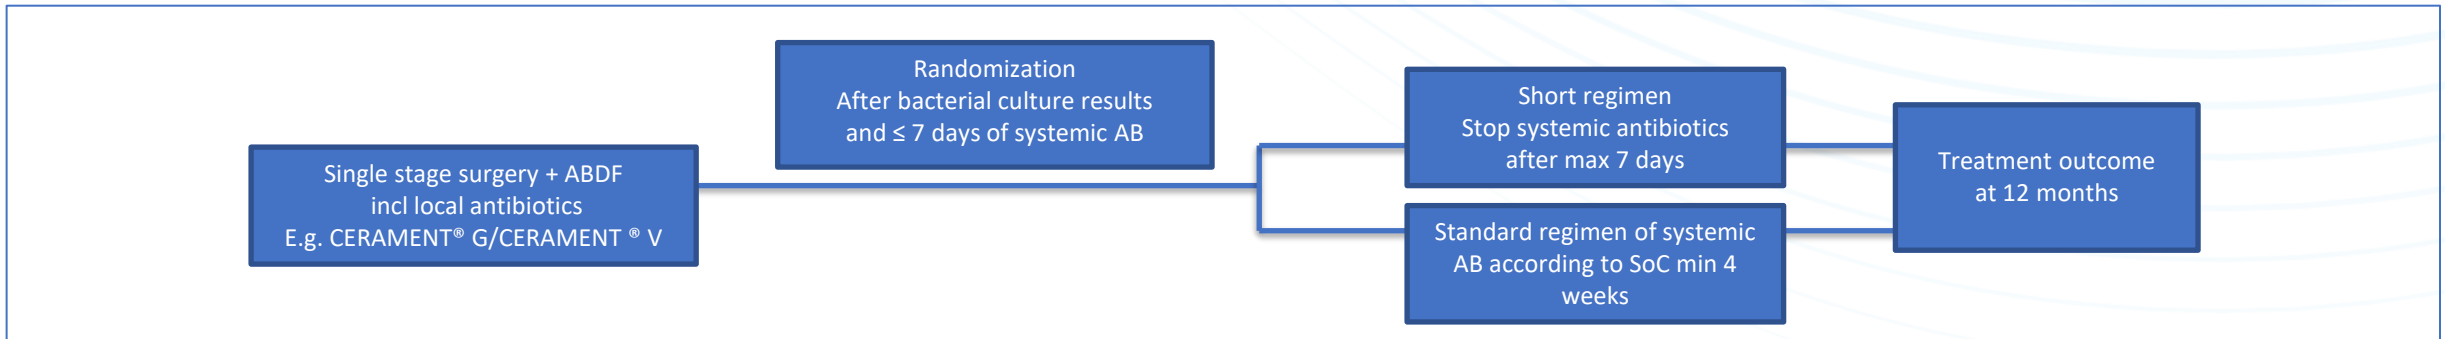 Single stage surgery + ABDF
incl local antibiotics
E.g. CERAMENT® G/CERAMENT ® V
Randomization
After bacterial culture results
and ≤ 7 days of systemic AB
Short regimen
Stop systemic antibiotics
after max 7 days
Standard regimen of systemic
AB according to SoC min 4
weeks
Treatment outcome
at 12 months